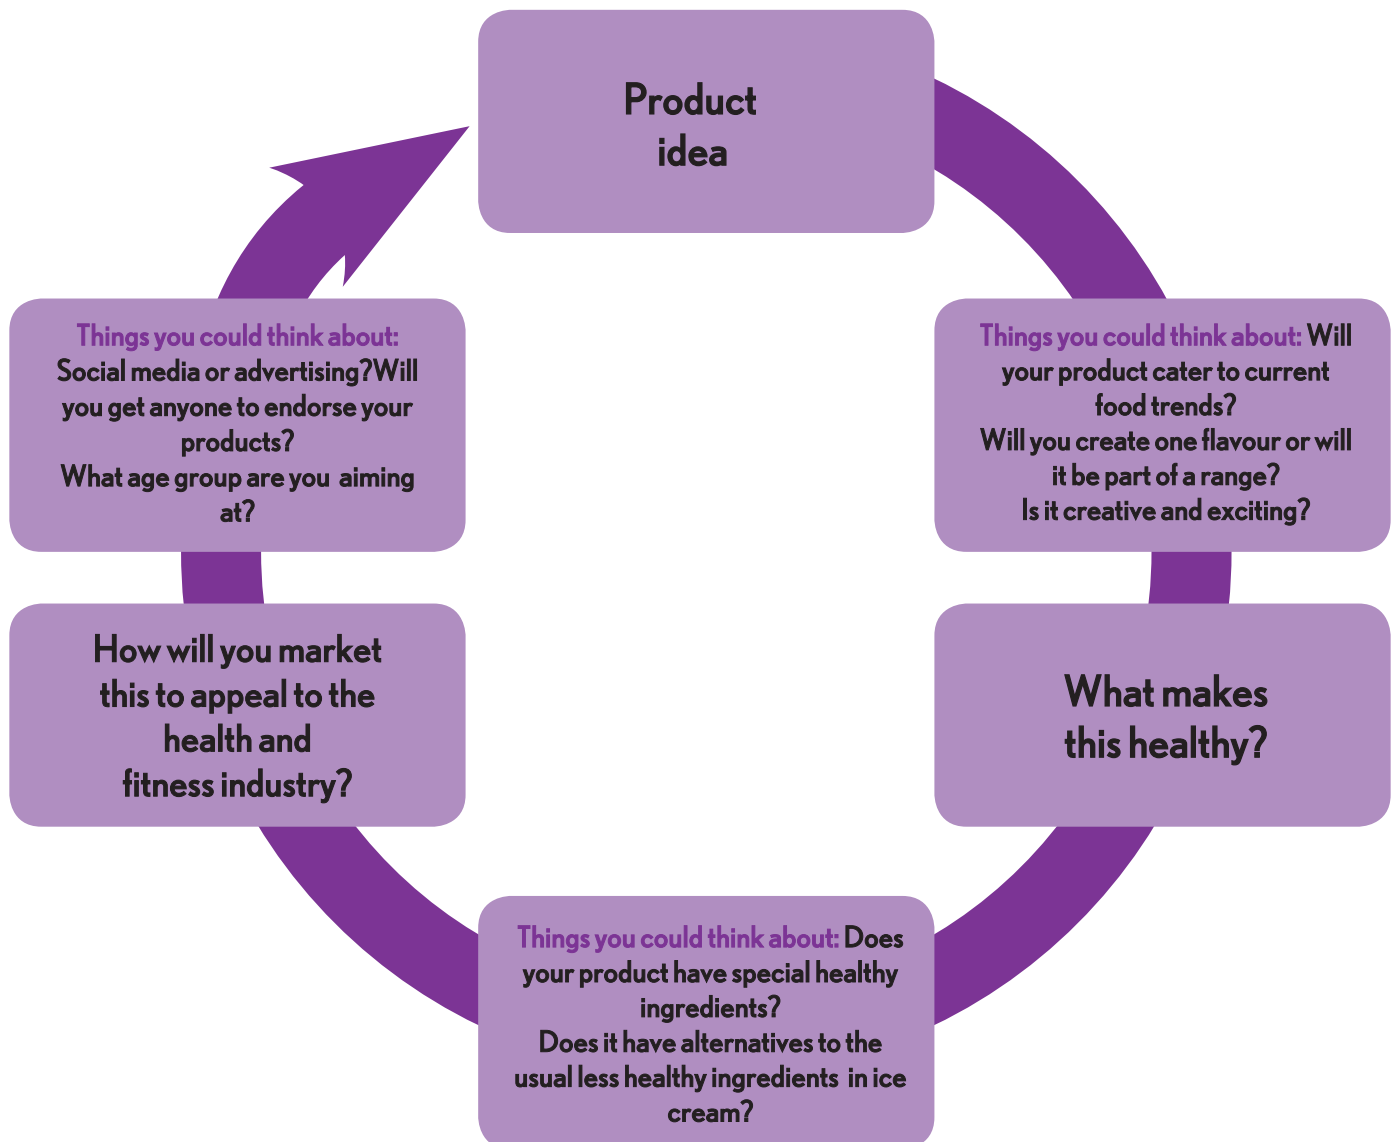 Product
idea
Things you could think about: Will
your product cater to current
food trends?
Will you create one flavour or will
it be part of a range?
Is it creative and exciting?
What makes
this healthy?
Things you could think about: Does
your product have special healthy
ingredients?
Does it have alternatives to the
usual less healthy ingredients  in ice
cream?
How will you market
this to appeal to the
health and
fitness industry?
Things you could think about:
Social media or advertising?Will
you get anyone to endorse your
products?
What age group are you  aiming
at?